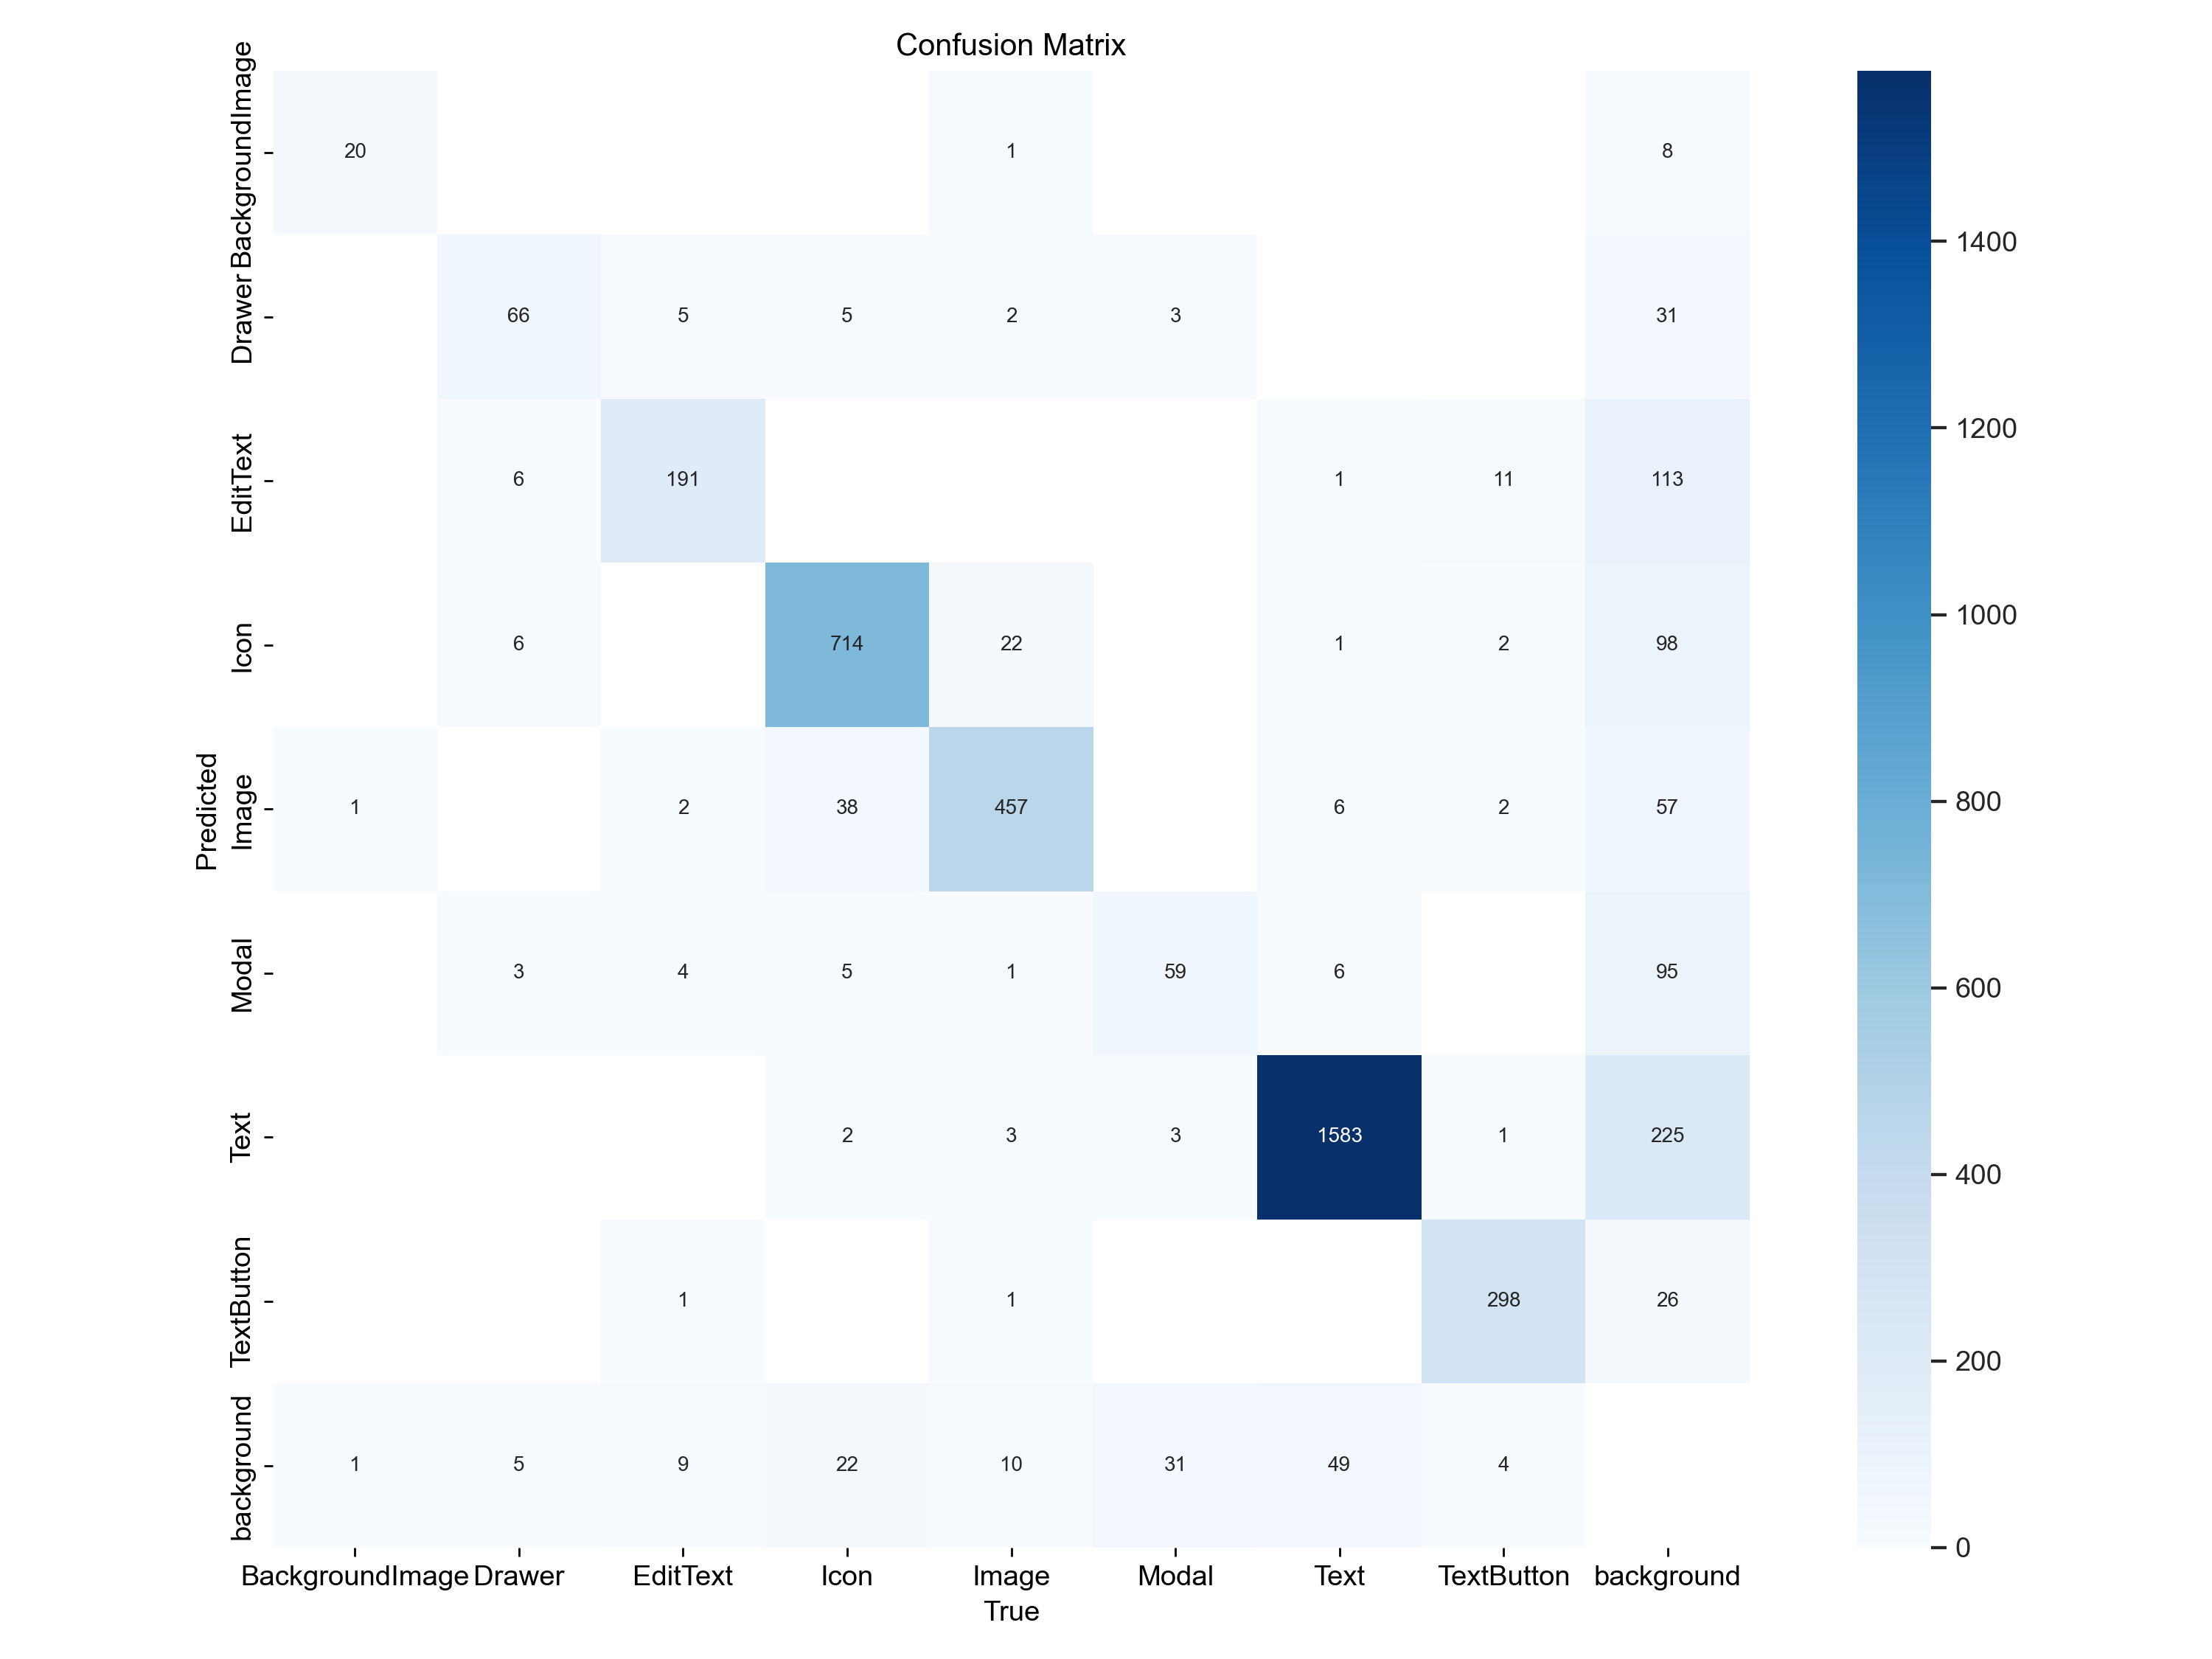 Confusion Matrix
BackgroundImage 20 1 8
Drawer 66 5 5 2 3 31
EditText 6 191 1 11 113
Icon 6 714 22 1 2 98
Image 1 2 38 457 6 2 57
Modal 3 4 5 1 59 6 95
Text 2 3 3 1583 1 225
TextButton 1 1 298 26
background 1 5 9 22 10 31 49 4
Predicted
BackgroundImage Drawer EditText Icon Image Modal Text TextButton background
True
1400
1200
1000
800
600
400
200
0